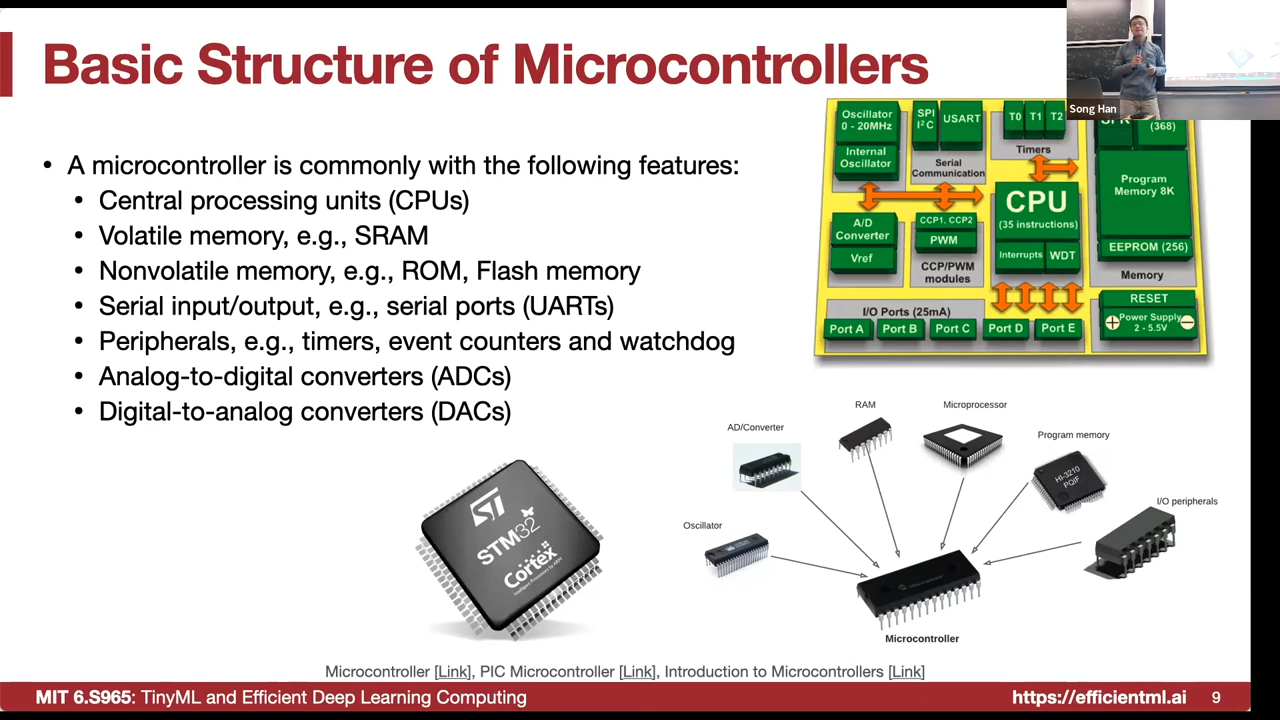 Basic Structure of Microcontrollers
Song Han
• A microcontroller is commonly with the following features:
• Central processing units (CPUs)
• Volatile memory, e.g., SRAM
• Nonvolatile memory, e.g., ROM, Flash memory
• Serial input/output, e.g., serial ports (UARTs)
• Peripherals, e.g., timers, event counters and watchdog
• Analog-to-digital converters (ADCs)
• Digital-to-analog converters (DACs)
Oscillator
0 - 20MHz
Internal
Oscillator
SPI
I²C
USART
Serial
Communication
T0 T1 T2
Timers
(368)
Program
Memory 8K
EEPROM (256)
Memory
A/D
Converter
Vref
CCP1, CCP2
PWM
CCP/PWM
modules
CPU
(35 instructions)
Interrupts WDT
I/O Ports (25mA)
Port A Port B Port C Port D Port E
RESET
Power Supply
2 - 5.5V
ST
STM32
Cortex
Oscillator
AD/Converter
RAM
Microprocessor
Program memory
HI-3210
PQIF
I/O peripherals
Microcontroller
Microcontroller [Link], PIC Microcontroller [Link], Introduction to Microcontrollers [Link]
MIT 6.S965: TinyML and Efficient Deep Learning Computing
https://efficientml.ai
9